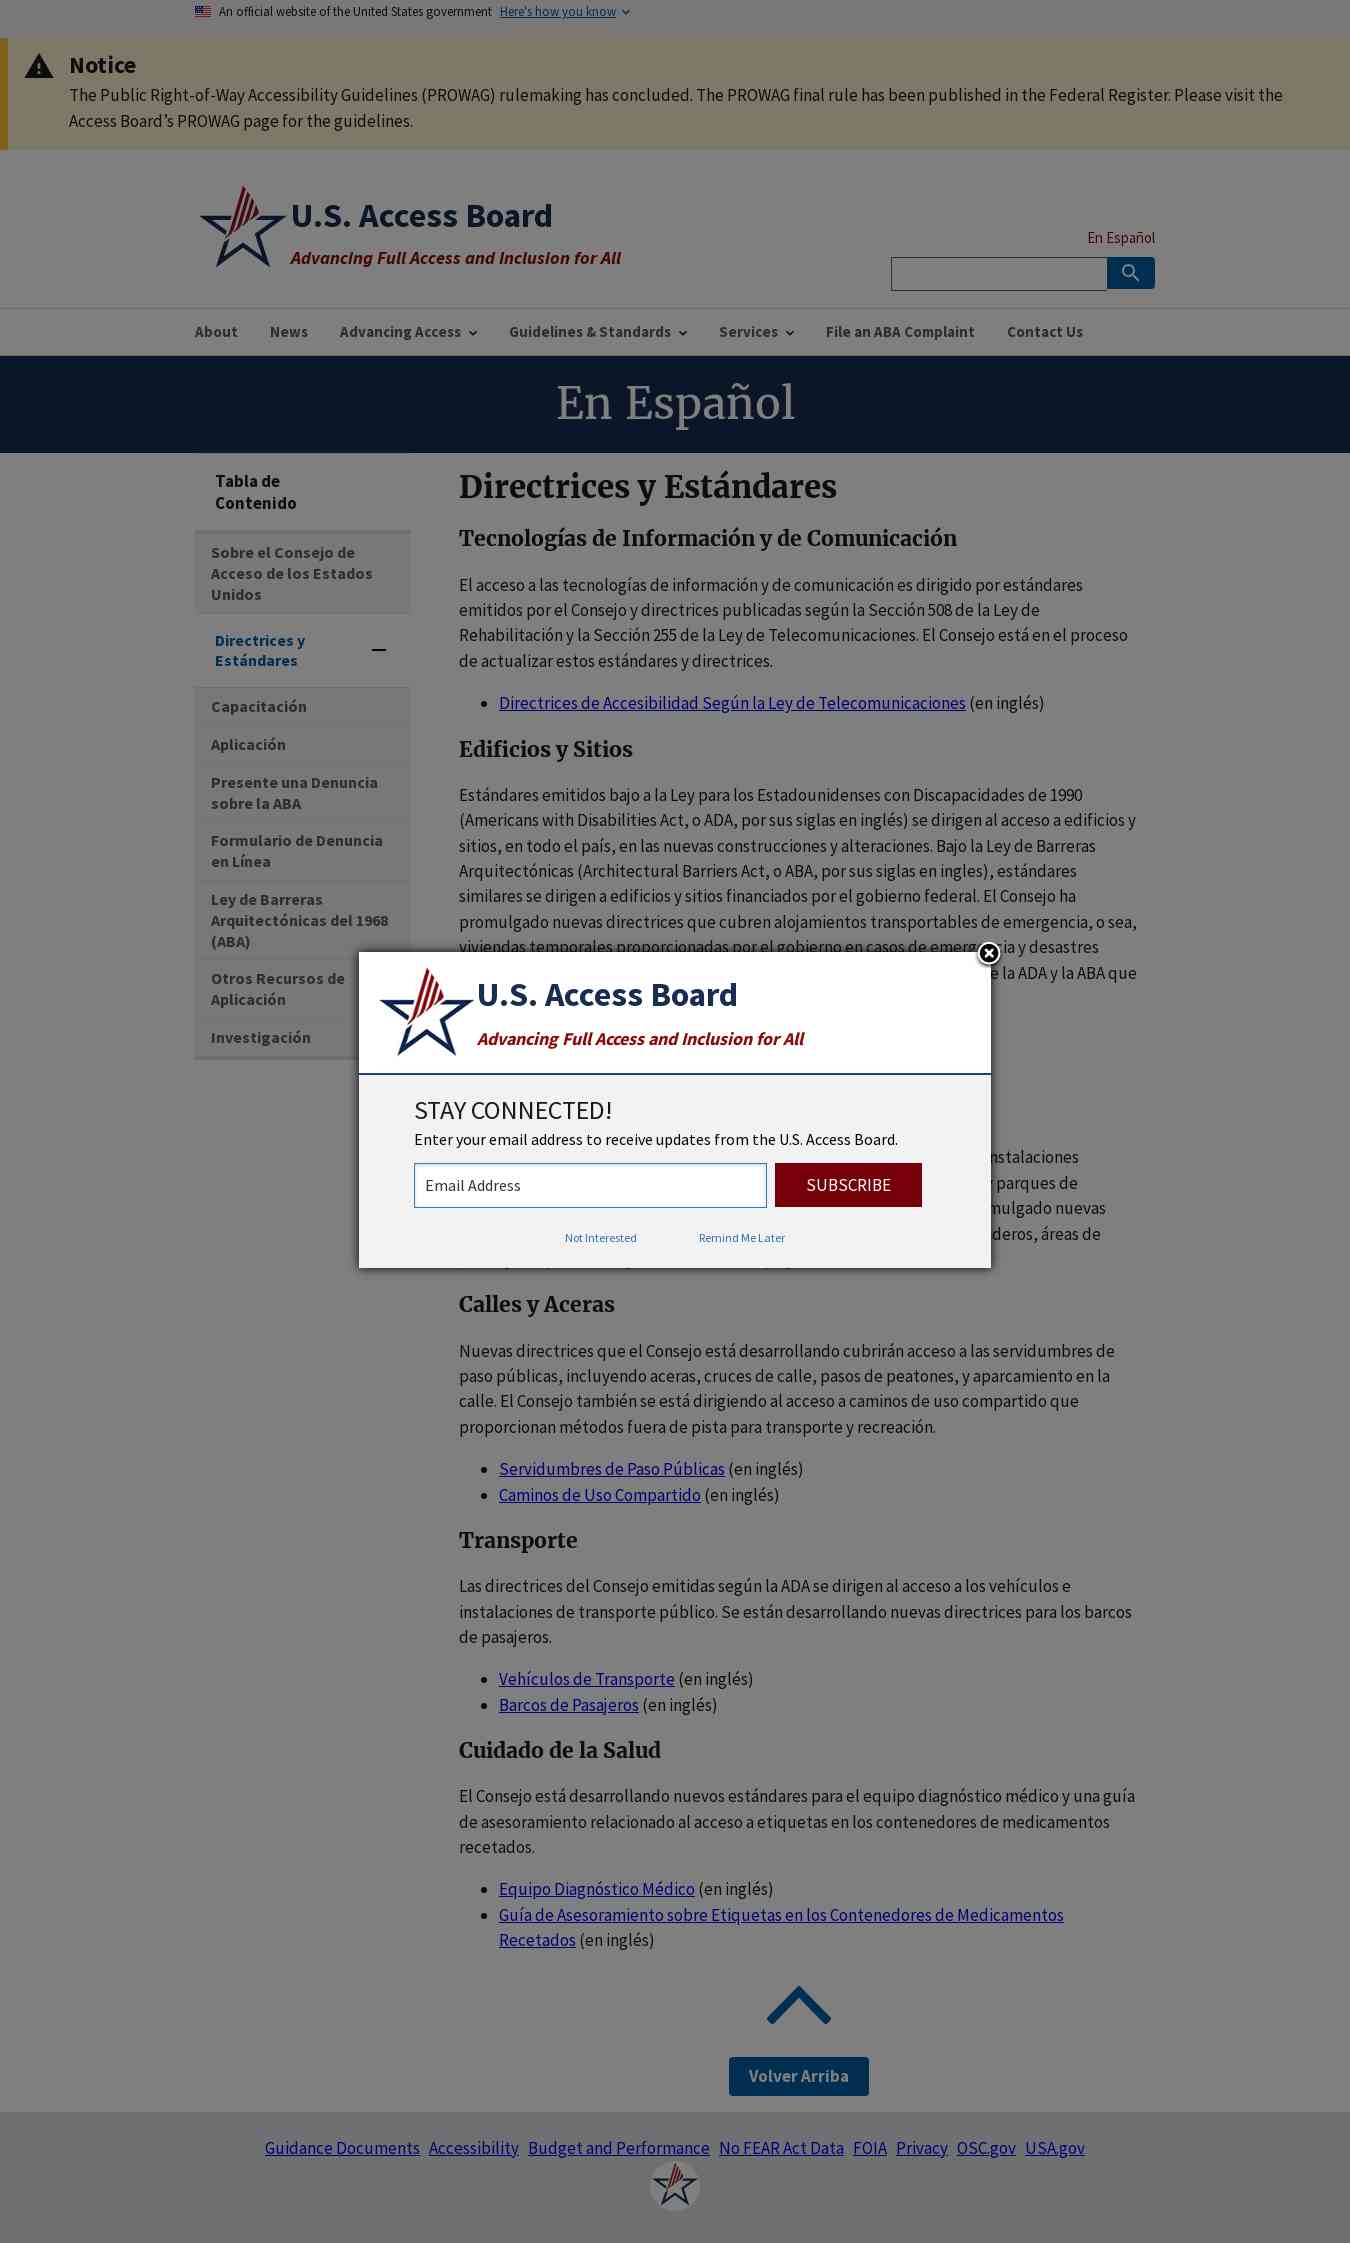 An official website of the United States government Here's how you know
Notice
The Public Right-of-Way Accessibility Guidelines (PROWAG) rulemaking has concluded. The PROWAG final rule has been published in the Federal Register. Please visit the
Access Board's PROWAG page for the guidelines.
U.S. Access Board
Advancing Full Access and Inclusion for All
En Español
About News Advancing Access Guidelines & Standards Services File an ABA Complaint Contact Us
En Español
Tabla de
Contenido
Sobre el Consejo de
Acceso de los Estados
Unidos
Directrices y
Estándares
Capacitación
Aplicación
Presente una Denuncia
sobre la ABA
Formulario de Denuncia
en Línea
Ley de Barreras
Arquitectónicas del 1968
(ABA)
Otros Recursos de
Aplicación
Investigación
Directrices y Estándares
Tecnologías de Información y de Comunicación
El acceso a las tecnologías de información y de comunicación es dirigido por estándares
emitidos por el Consejo y directrices publicadas según la Sección 508 de la Ley de
Rehabilitación y la Sección 255 de la Ley de Telecomunicaciones. El Consejo está en el proceso
de actualizar estos estándares y directrices.
Directrices de Accesibilidad Según la Ley de Telecomunicaciones (en inglés)
Edificios y Sitios
Estándares emitidos bajo a la Ley para los Estadounidenses con Discapacidades de 1990
(Americans with Disabilities Act, o ADA, por sus siglas en inglés) se dirigen al acceso a edificios y
sitios, en todo el país, en las nuevas construcciones y alteraciones. Bajo la Ley de Barreras
Arquitectónicas (Architectural Barriers Act, o ABA, por sus siglas en ingles), estándares
similares se dirigen a edificios y sitios financiados por el gobierno federal. El Consejo ha
promulgado nuevas directrices que cubren alojamientos transportables de emergencia, o sea,
viviendas temporales proporcionadas por el gobierno en casos de emergencia y desastres
la ADA y la ABA que
U.S. Access Board
Advancing Full Access and Inclusion for All
STAY CONNECTED!
Enter your email address to receive updates from the U.S. Access Board.
Email Address SUBSCRIBE
Not Interested Remind Me Later
parques de
nuevas
áreas de
Calles y Aceras
Nuevas directrices que el Consejo está desarrollando cubrirán acceso a las servidumbres de
paso públicas, incluyendo aceras, cruces de calle, pasos de peatones, y aparcamiento en la
calle. El Consejo también se está dirigiendo al acceso a caminos de uso compartido que
proporcionan métodos fuera de pista para transporte y recreación.
Servidumbres de Paso Públicas (en inglés)
Caminos de Uso Compartido (en inglés)
Transporte
Las directrices del Consejo emitidas según la ADA se dirigen al acceso a los vehículos e
instalaciones de transporte público. Se están desarrollando nuevas directrices para los barcos
de pasajeros.
Vehículos de Transporte (en inglés)
Barcos de Pasajeros (en inglés)
Cuidado de la Salud
El Consejo está desarrollando nuevos estándares para el equipo diagnóstico médico y una guía
de asesoramiento relacionado al acceso a etiquetas en los contenedores de medicamentos
recetados.
Equipo Diagnóstico Médico (en inglés)
Guía de Asesoramiento sobre Etiquetas en los Contenedores de Medicamentos
Recetados (en inglés)
Volver Arriba
Guidance Documents Accessibility Budget and Performance No FEAR Act Data FOIA Privacy OSC.gov USA.gov